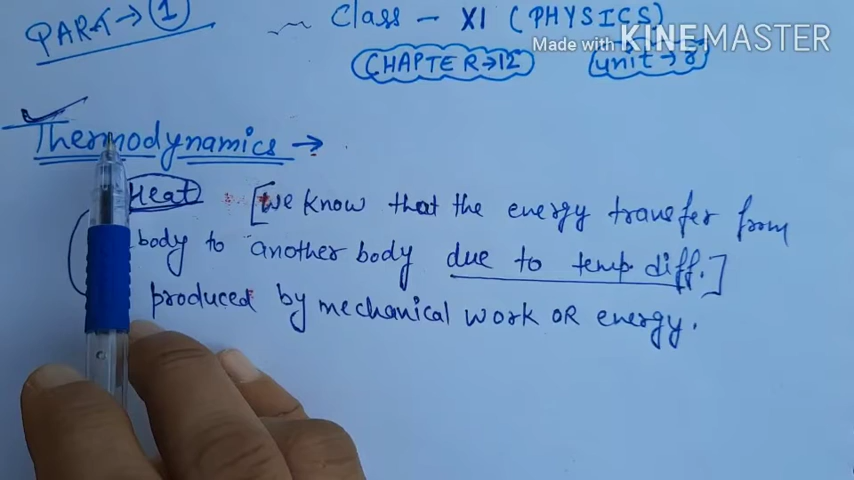 PART → 1
Class - XI (PHYSICS)
Made with KINEMASTER
CHAPTER → 12 unit → 8
Thermodynamics →
Heat [we know that the energy transfer from
body to another body due to temp. diff.]
produced by mechanical work OR energy.